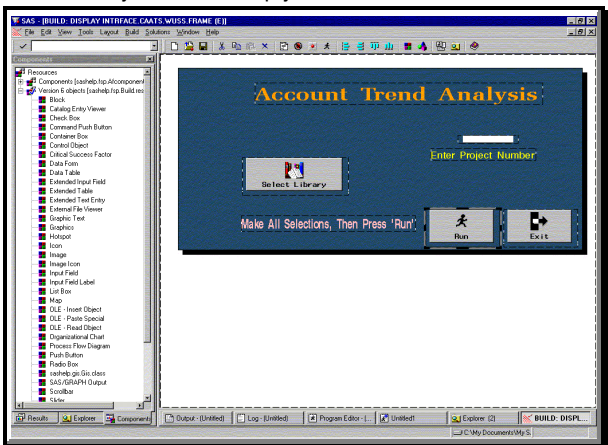 SAS - [BUILD: DISPLAY INTRFACE.CAATS.WUSS.FRAME (E)]
File Edit View Tools Layout Build Solutions Window Help
Components
Resources
Components [sashelp.fsp.Afcomponent
Version 6 objects [sashelp.fsp.Build.res
Block
Catalog Entry Viewer
Check Box
Command Push Button
Container Box
Control Object
Critical Success Factor
Data Form
Data Table
Extended Input Field
Extended Table
Extended Text Entry
External File Viewer
Graphic Text
Graphics
Hotspot
Icon
Image
Image Icon
Input Field
Input Field Label
List Box
Map
OLE - Insert Object
OLE - Paste Special
OLE - Read Object
Organizational Chart
Process Flow Diagram
Push Button
Radio Box
sashelp.gis.Gis.class
SAS/GRAPH Output
Scrollbar
Slider
Account Trend Analysis
Enter Project Number
Select Library
Make All Selections, Then Press 'Run'
Run
Exit
Results Explorer Components
Output - (Untitled) Log - (Untitled) Program Editor - (... Untitled1 Explorer (2) BUILD: DISPL...
C:\My Documents\My S